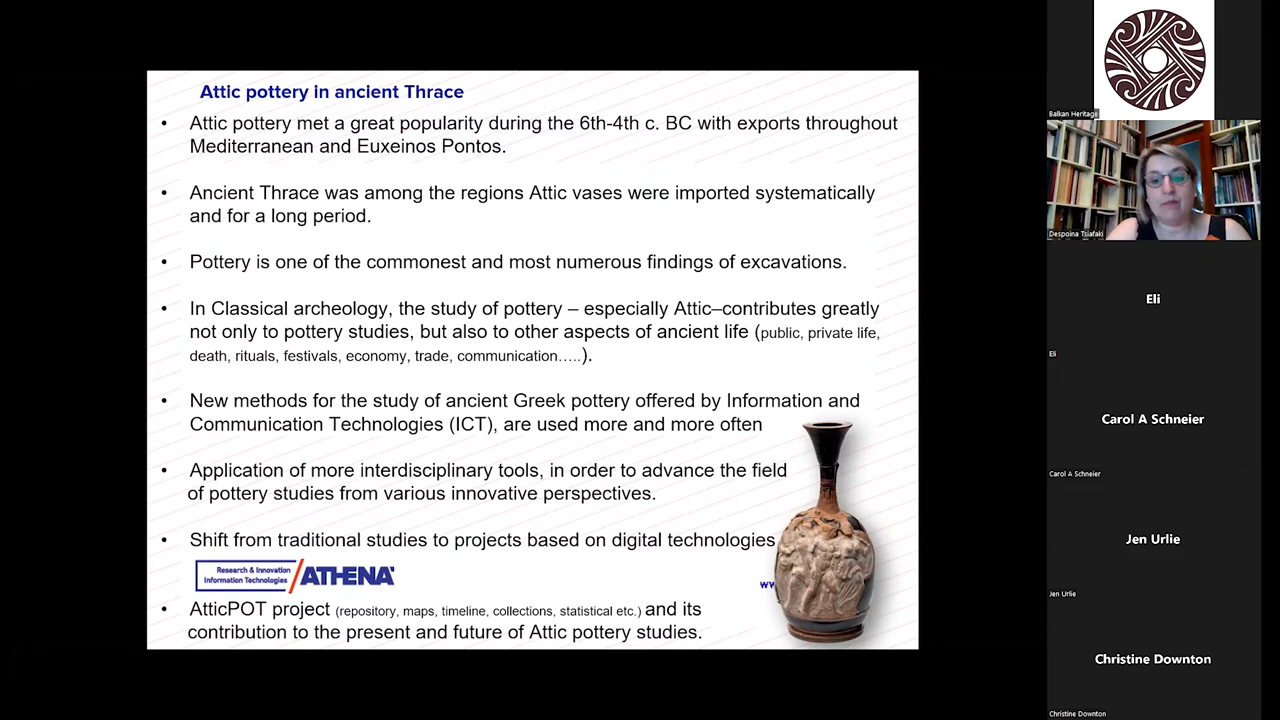 Attic pottery in ancient Thrace
• Attic pottery met a great popularity during the 6th-4th c. BC with exports throughout
Mediterranean and Euxeinos Pontos.
• Ancient Thrace was among the regions Attic vases were imported systematically
and for a long period.
• Pottery is one of the commonest and most numerous findings of excavations.
• In Classical archeology, the study of pottery – especially Attic–contributes greatly
not only to pottery studies, but also to other aspects of ancient life (public, private life,
death, rituals, festivals, economy, trade, communication…..).
• New methods for the study of ancient Greek pottery offered by Information and
Communication Technologies (ICT), are used more and more often
• Application of more interdisciplinary tools, in order to advance the field
of pottery studies from various innovative perspectives.
• Shift from traditional studies to projects based on digital technologies
Research & Innovation
Information Technologies
ATHENA
• AtticPOT project (repository, maps, timeline, collections, statistical etc.) and its
contribution to the present and future of Attic pottery studies.
Balkan Heritage
Despoina Tsiafaki
Eli
Eli
Carol A Schneier
Carol A Schneier
Jen Urlie
Jen Urlie
Christine Downton
Christine Downton